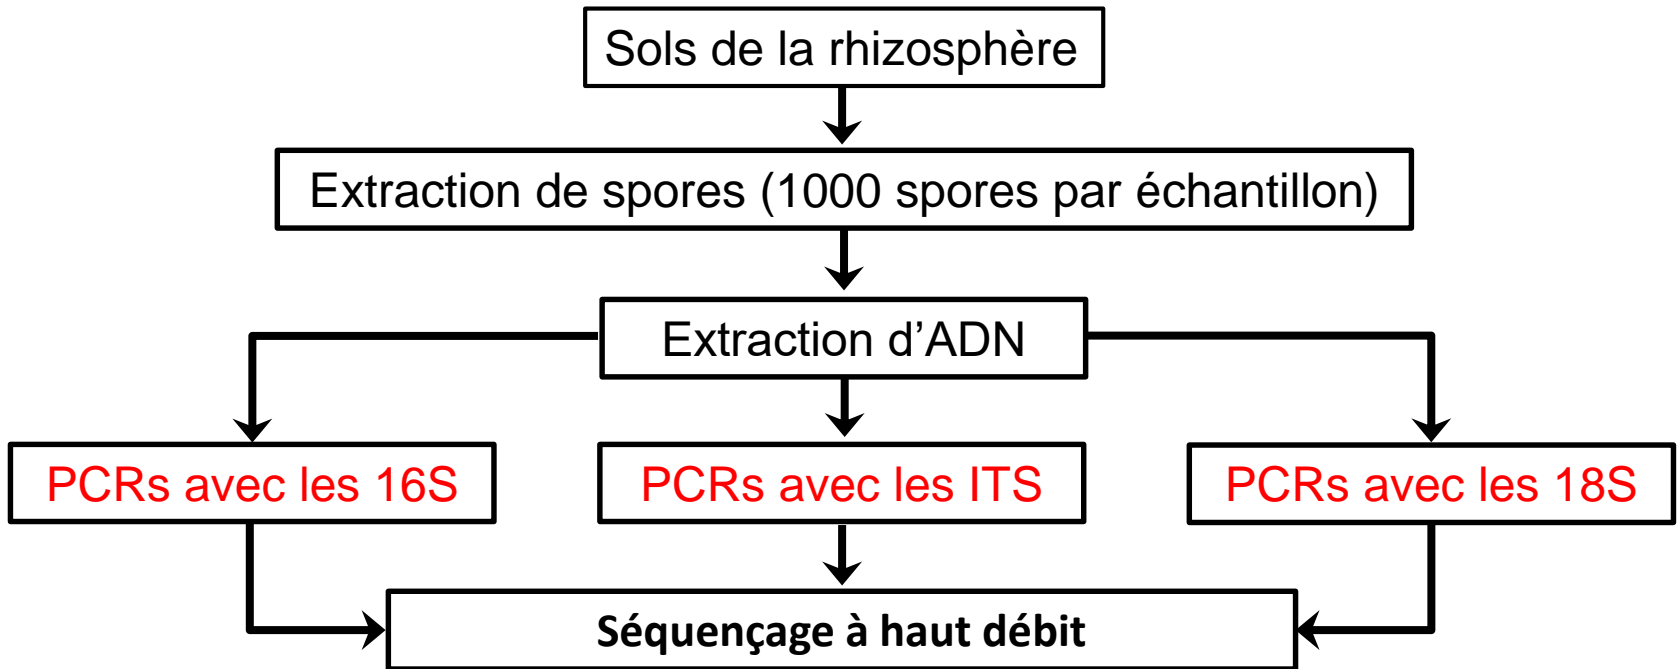 Sols de la rhizosphère
Extraction de spores (1000 spores par échantillon)
Extraction d’ADN
PCRs avec les 16S
PCRs avec les ITS
PCRs avec les 18S
Séquençage à haut débit